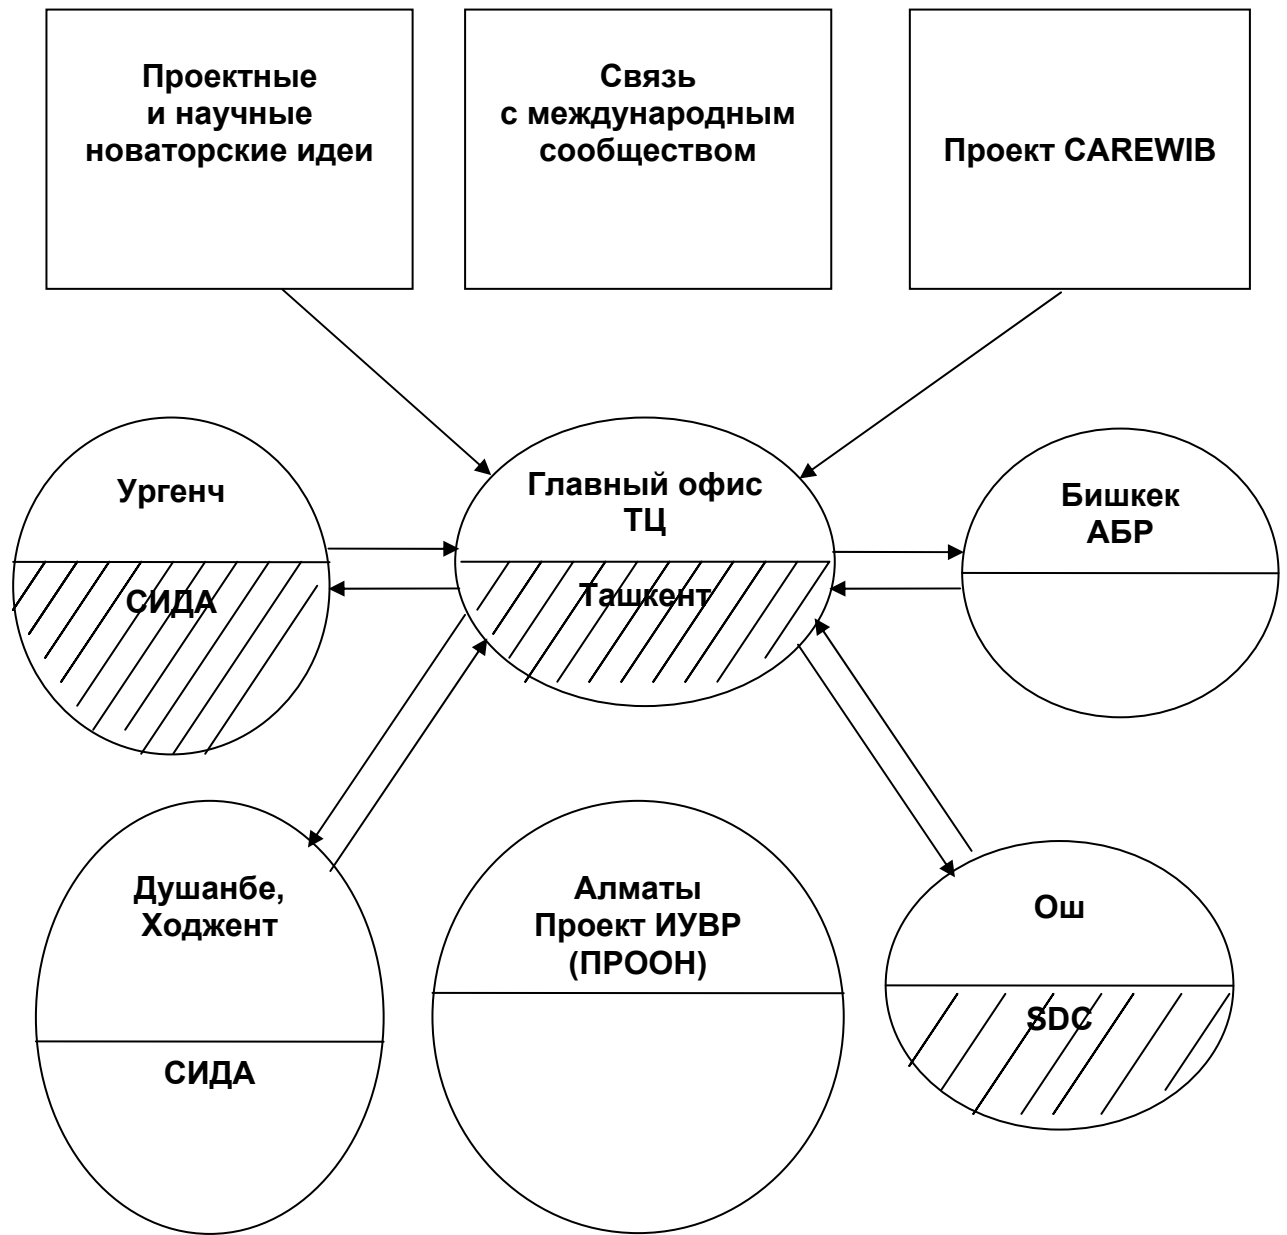 Проектные
и научные
новаторские идеи
Связь
с международным
сообществом
Проект CAREWIB
Ургенч
СИДА
Главный офис
ТЦ
Ташкент
Бишкек
АБР
Душанбе,
Ходжент
СИДА
Алматы
Проект ИУВР
(ПРООН)
Ош
SDC